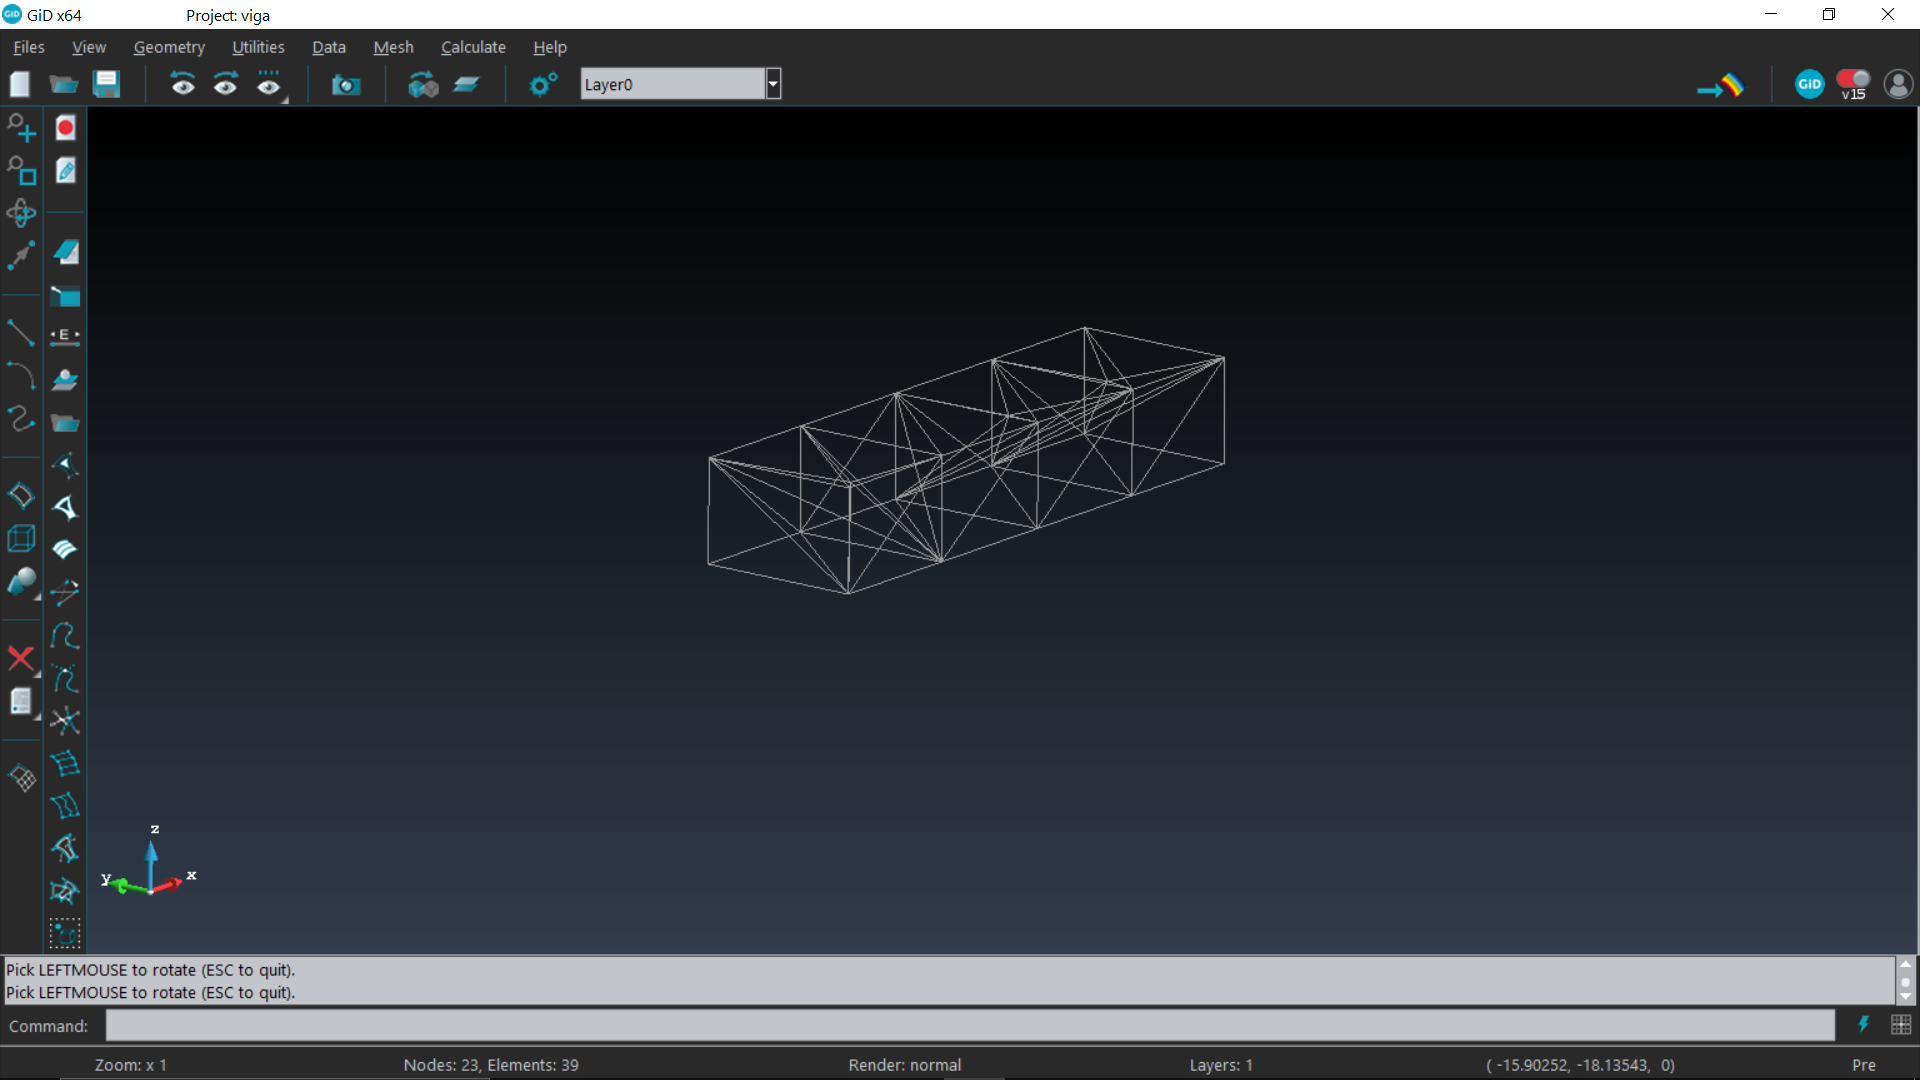 GiD x64 Project: viga
Files View Geometry Utilities Data Mesh Calculate Help
Layer0
GiD
v15
E
z
y
x
Pick LEFTMOUSE to rotate (ESC to quit).
Pick LEFTMOUSE to rotate (ESC to quit).
Command:
Zoom: x 1 Nodes: 23, Elements: 39 Render: normal Layers: 1 ( -15.90252, -18.13543, 0) Pre